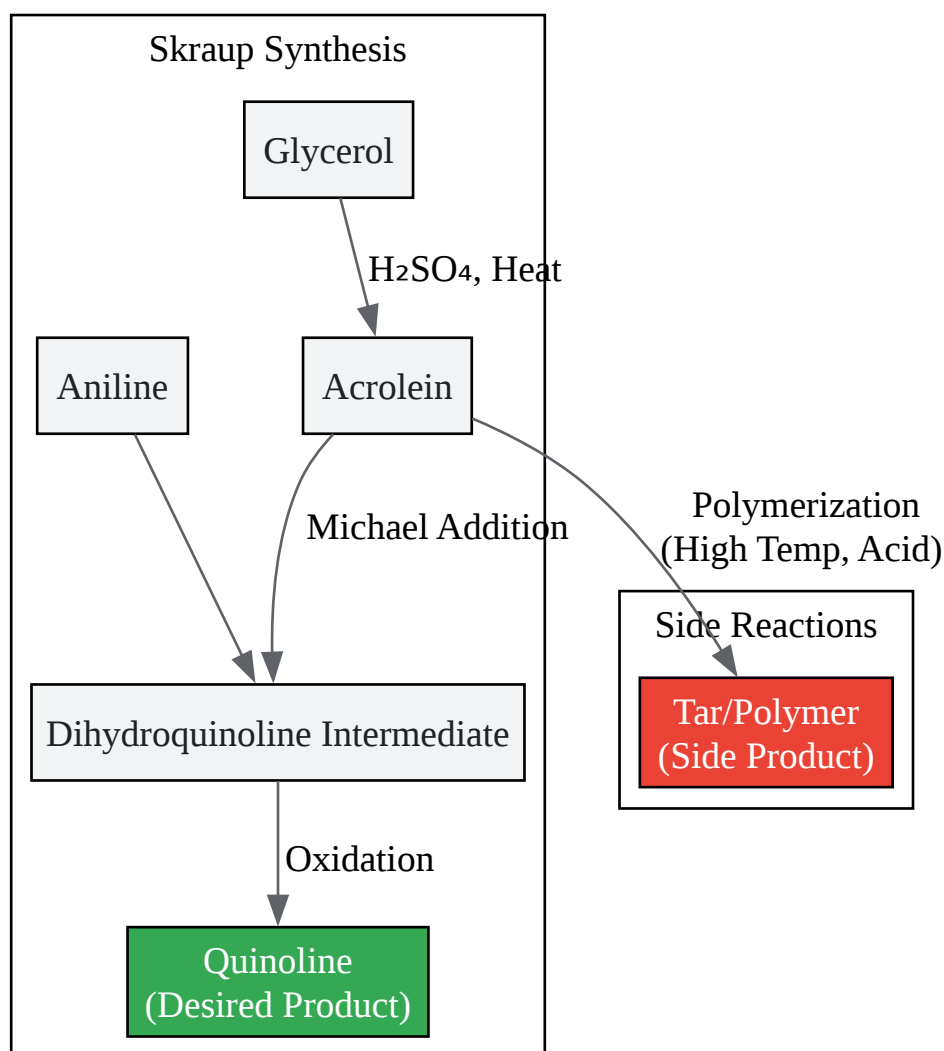 Skraup Synthesis
Glycerol
H₂SO₄, Heat
Aniline
Acrolein
Michael Addition
Polymerization
(High Temp, Acid)
Side Reactions
Tar/Polymer
(Side Product)
Dihydroquinoline Intermediate
Oxidation
Quinoline
(Desired Product)